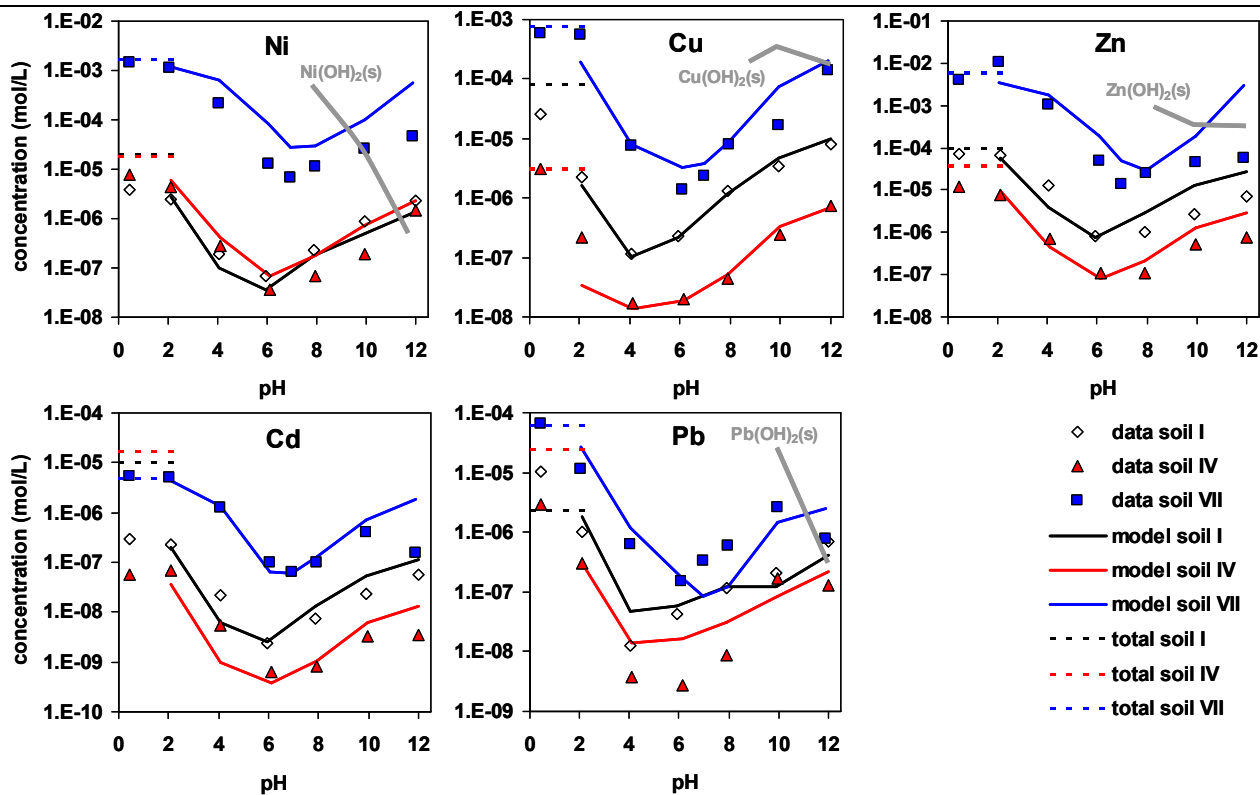 Ni
Ni(OH)2(s)
concentration (mol/L)
1.E-02
1.E-03
1.E-04
1.E-05
1.E-06
1.E-07
1.E-08
0 2 4 6 8 10 12
pH
Cu
Cu(OH)2(s)
1.E-03
1.E-04
1.E-05
1.E-06
1.E-07
1.E-08
0 2 4 6 8 10 12
pH
Zn
Zn(OH)2(s)
1.E-01
1.E-02
1.E-03
1.E-04
1.E-05
1.E-06
1.E-07
1.E-08
0 2 4 6 8 10 12
pH
Cd
concentration (mol/L)
1.E-04
1.E-05
1.E-06
1.E-07
1.E-08
1.E-09
1.E-10
0 2 4 6 8 10 12
pH
Pb
Pb(OH)2(s)
1.E-04
1.E-05
1.E-06
1.E-07
1.E-08
1.E-09
0 2 4 6 8 10 12
pH
data soil I
data soil IV
data soil VII
model soil I
model soil IV
model soil VII
total soil I
total soil IV
total soil VII